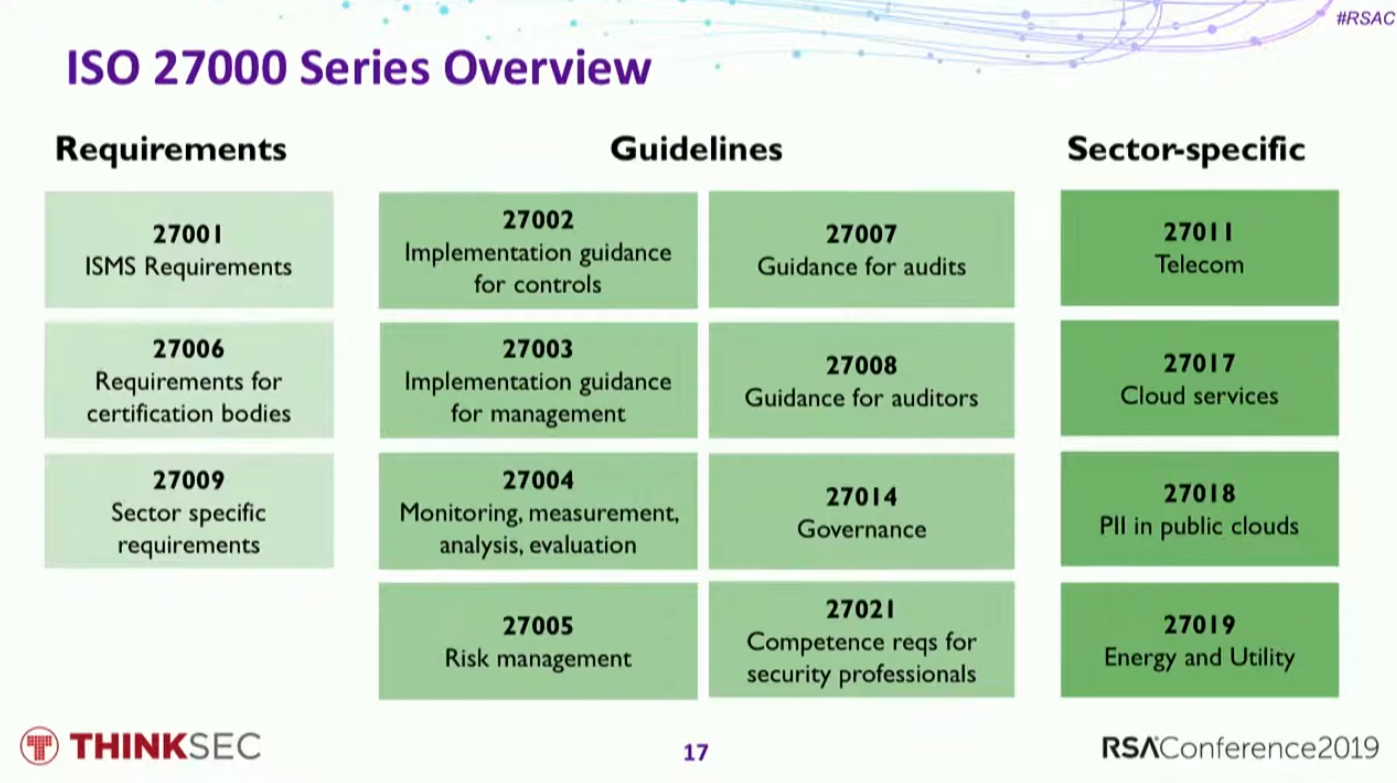 #RSAC
ISO 27000 Series Overview
Requirements
27001
ISMS Requirements
27006
Requirements for
certification bodies
27009
Sector specific
requirements
Guidelines
27002
Implementation guidance
for controls
27003
Implementation guidance
for management
27004
Monitoring, measurement,
analysis, evaluation
27005
Risk management
27007
Guidance for audits
27008
Guidance for auditors
27014
Governance
27021
Competence reqs for
security professionals
Sector-specific
27011
Telecom
27017
Cloud services
27018
PII in public clouds
27019
Energy and Utility
THINKSEC
17
RSAConference2019